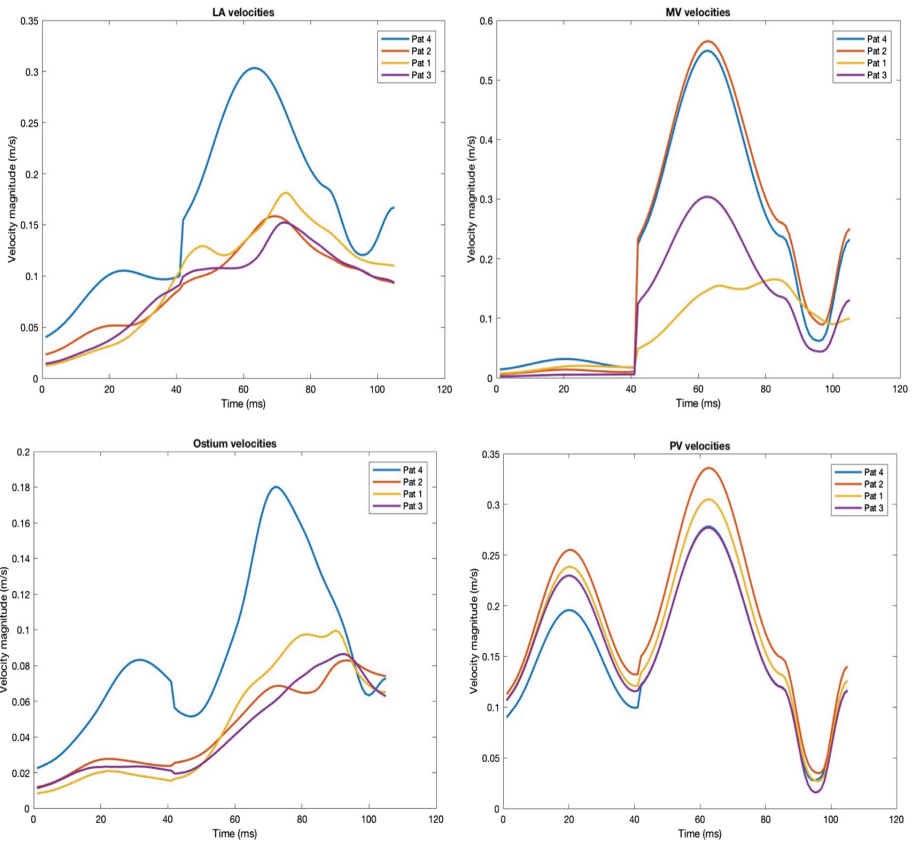 LA velocities
0.35
0.3
0.25
0.2
0.15
0.1
0.05
0
Velocity magnitude (m/s)
0 20 40 60 80 100 120
Time (ms)
Pat 4
Pat 2
Pat 1
Pat 3
MV velocities
0.6
0.5
0.4
0.3
0.2
0.1
0
Velocity magnitude (m/s)
0 20 40 60 80 100 120
Time (ms)
Pat 4
Pat 2
Pat 1
Pat 3
Ostium velocities
0.2
0.18
0.16
0.14
0.12
0.1
0.08
0.06
0.04
0.02
0
Velocity magnitude (m/s)
0 20 40 60 80 100 120
Time (ms)
Pat 4
Pat 2
Pat 1
Pat 3
PV velocities
0.35
0.3
0.25
0.2
0.15
0.1
0.05
0
Velocity magnitude (m/s)
0 20 40 60 80 100 120
Time (ms)
Pat 4
Pat 2
Pat 1
Pat 3